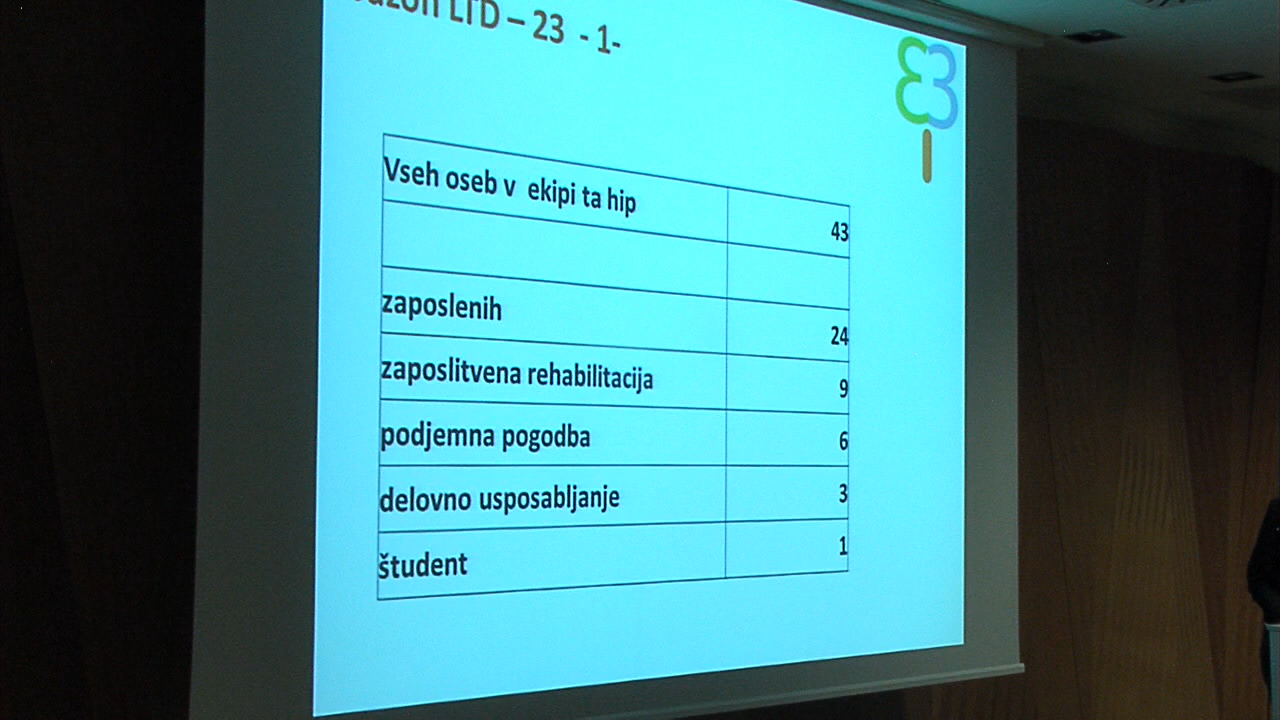 LTD – 23 - 1-
Vseh oseb v ekipi ta hip 43
zaposlenih 24
zaposlitvena rehabilitacija 9
podjemna pogodba 6
delovno usposabljanje 3
študent 1